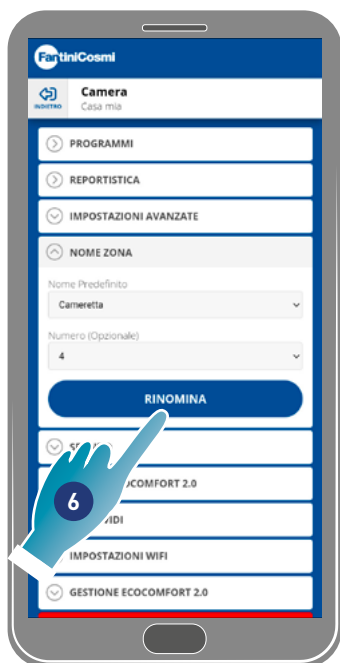 FantiniCosmi
INDIETRO
Camera
Casa mia
PROGRAMMI
REPORTISTICA
IMPOSTAZIONI AVANZATE
NOME ZONA
Nome Predefinito
Cameretta
Numero (Opzionale)
4
RINOMINA
6
COMFORT 2.0
IMPOSTAZIONI WIFI
GESTIONE ECOCOMFORT 2.0